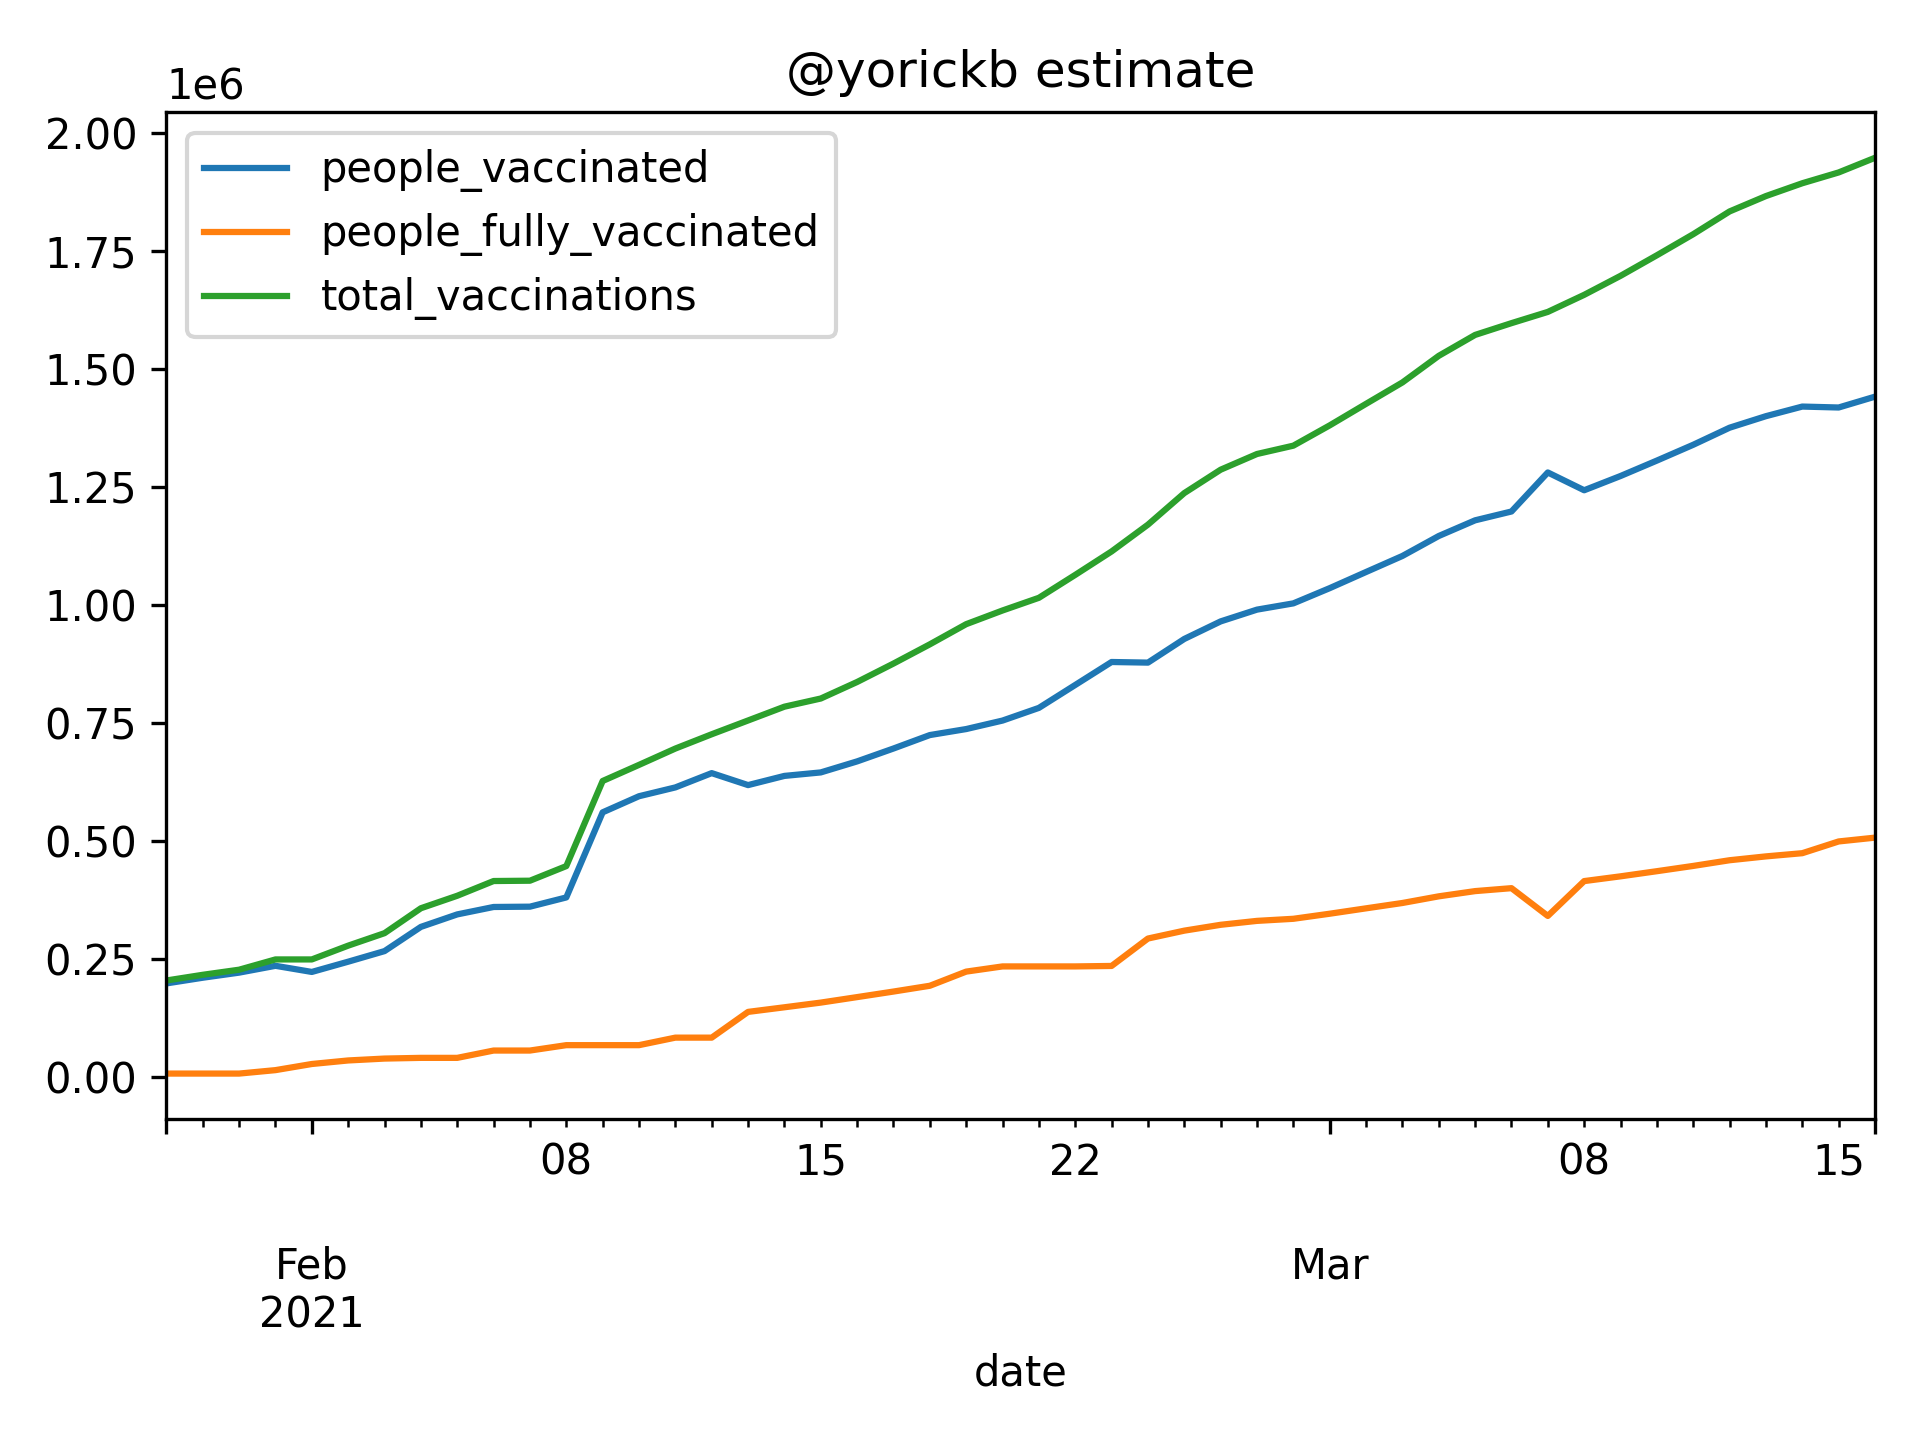 @yorickb estimate
1e6
2.00
1.75
1.50
1.25
1.00
0.75
0.50
0.25
0.00
people_vaccinated
people_fully_vaccinated
total_vaccinations
08 15 22 08 15
Feb Mar
2021
date